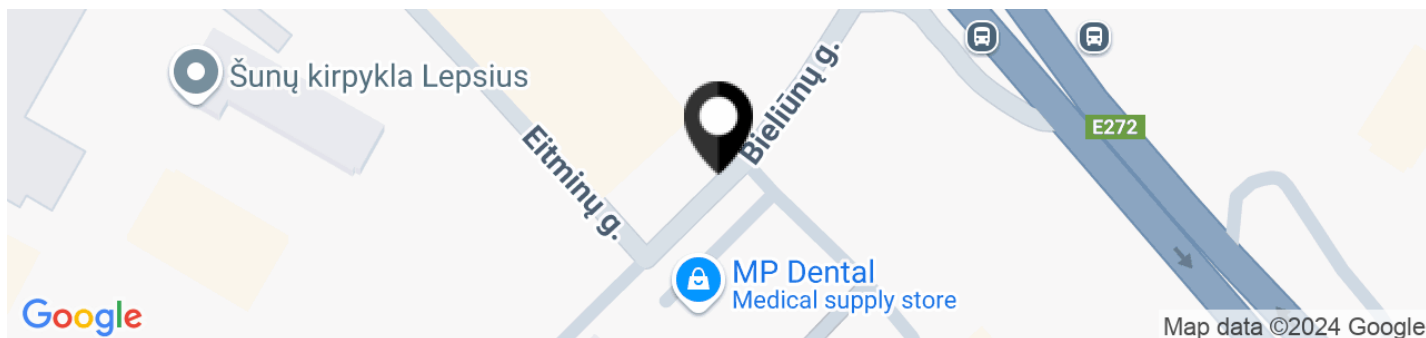 Šunų kirpykla Lepsius
Eitminų g.
Bieliūnų g.
E272
MP Dental
Medical supply store
Google
Map data ©2024 Google